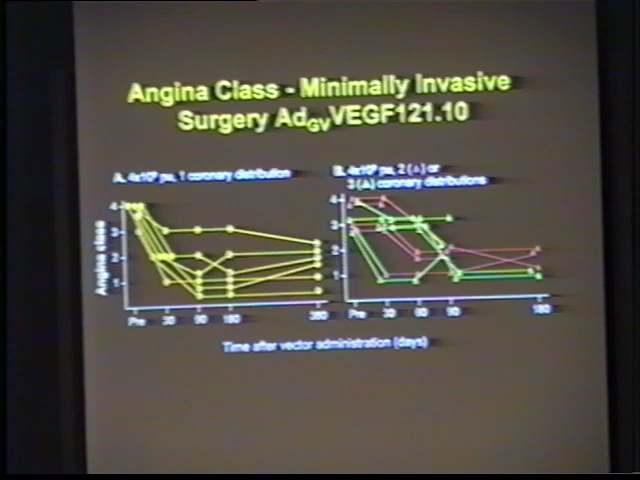 Angina Class - Minimally Invasive
Surgery AdGVVEGF121.10
A. 4x10⁹ pu, 1 coronary distribution
B. 4x10⁹ pu, 2 (△) or
3 (▲) coronary distributions
Angina class
4
3
2
1
Pre 30 90 180 360
4
3
2
1
Pre 30 60 90 180
Time after vector administration (days)